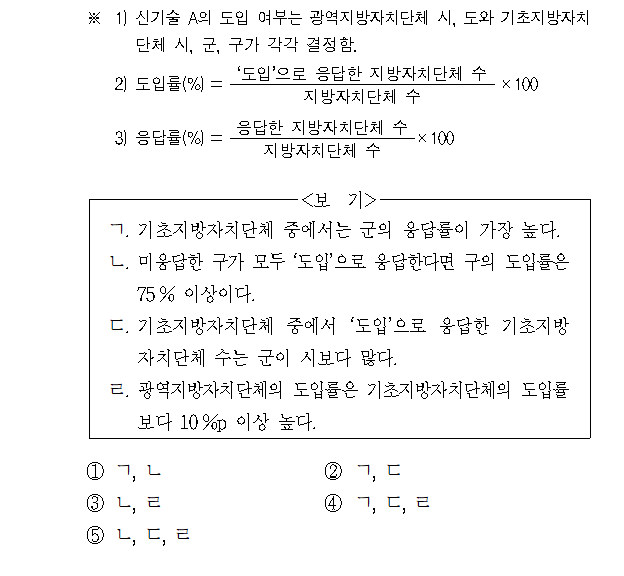 ※ 1) 신기술 A의 도입 여부는 광역지방자치단체 시, 도와 기초지방자치
단체 시, 군, 구가 각각 결정함.
2) 도입률(%) = ‘도입’으로 응답한 지방자치단체 수 / 지방자치단체 수 × 100
3) 응답률(%) = 응답한 지방자치단체 수 / 지방자치단체 수 × 100
<보 기>
ㄱ. 기초지방자치단체 중에서는 군의 응답률이 가장 높다.
ㄴ. 미응답한 구가 모두 ‘도입’으로 응답한다면 구의 도입률은
75% 이상이다.
ㄷ. 기초지방자치단체 중에서 ‘도입’으로 응답한 기초지방
자치단체 수는 군이 시보다 많다.
ㄹ. 광역지방자치단체의 도입률은 기초지방자치단체의 도입률
보다 10%p 이상 높다.
① ㄱ, ㄴ ② ㄱ, ㄷ
③ ㄴ, ㄹ ④ ㄱ, ㄷ, ㄹ
⑤ ㄴ, ㄷ, ㄹ